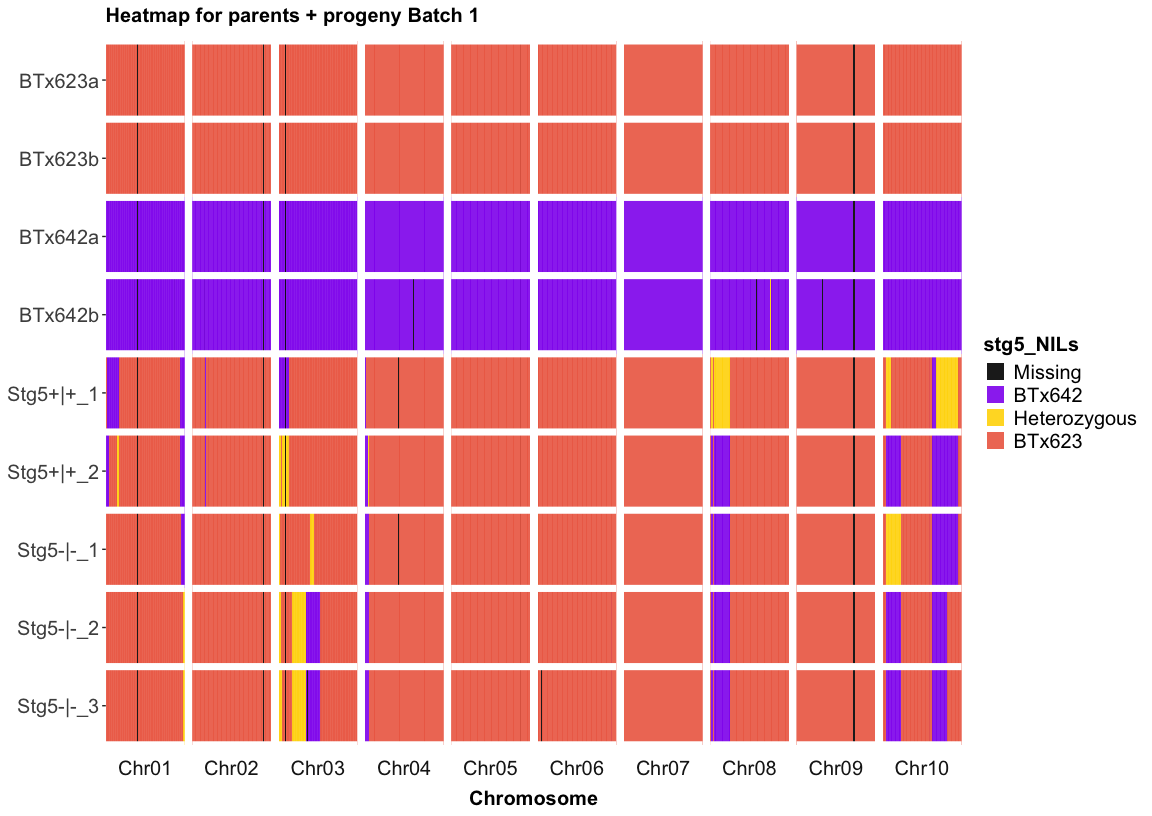 Heatmap for parents + progeny Batch 1
BTx623a
BTx623b
BTx642a
BTx642b
Stg5+|+_1
Stg5+|+_2
Stg5-|-_1
Stg5-|-_2
Stg5-|-_3
Chr01 Chr02 Chr03 Chr04 Chr05 Chr06 Chr07 Chr08 Chr09 Chr10
Chromosome
stg5_NILs
Missing
BTx642
Heterozygous
BTx623